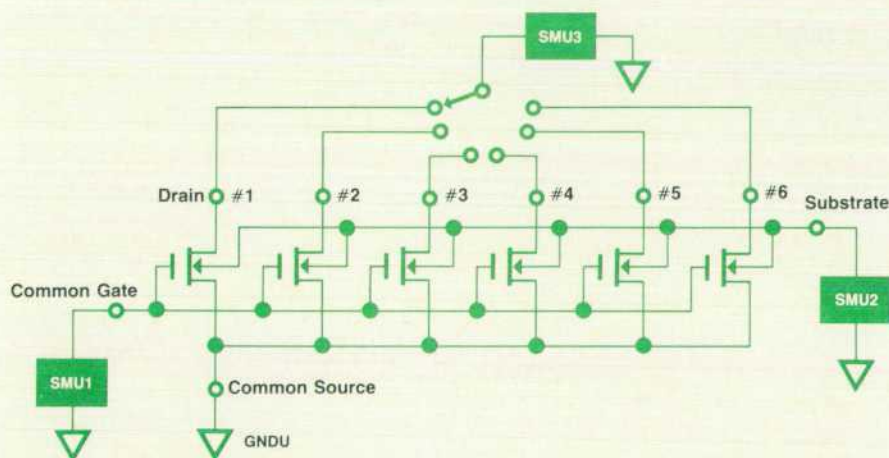 SMU3
Drain #1 #2 #3 #4 #5 #6
Substrate
Common Gate
SMU2
SMU1
Common Source
GNDU